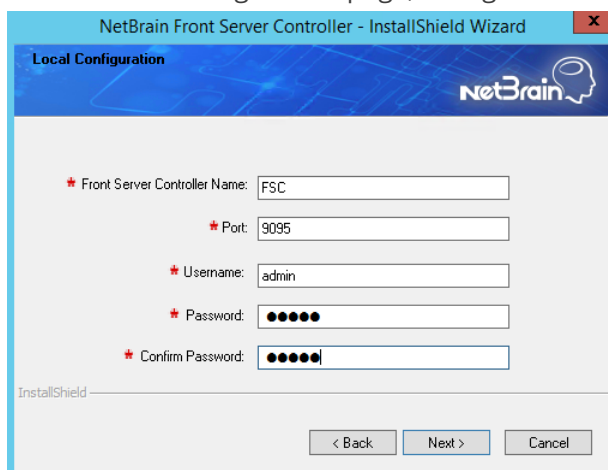 NetBrain Front Server Controller - InstallShield Wizard
X
Local Configuration
NetBrain
* Front Server Controller Name: FSC
* Port: 9095
* Username: admin
* Password: ●●●●●
* Confirm Password: ●●●●●
InstallShield
< Back Next > Cancel